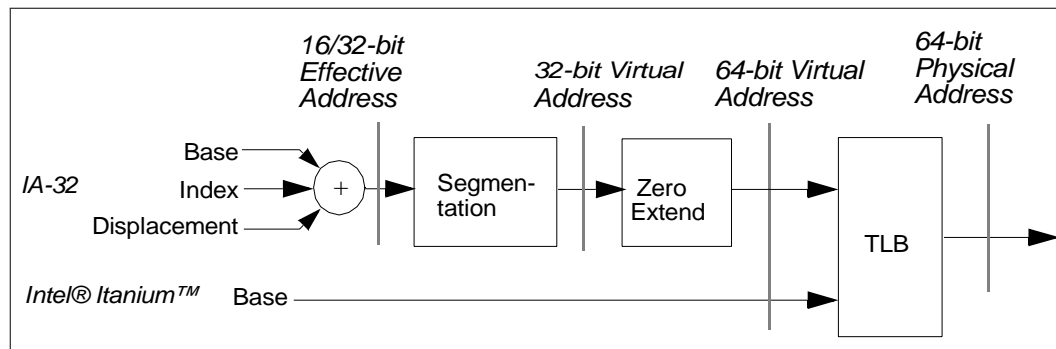 16/32-bit
Effective
Address
32-bit Virtual
Address
64-bit Virtual
Address
64-bit
Physical
Address
IA-32
Base
Index
Displacement
+
Segmen-
tation
Zero
Extend
TLB
Intel® Itanium™
Base